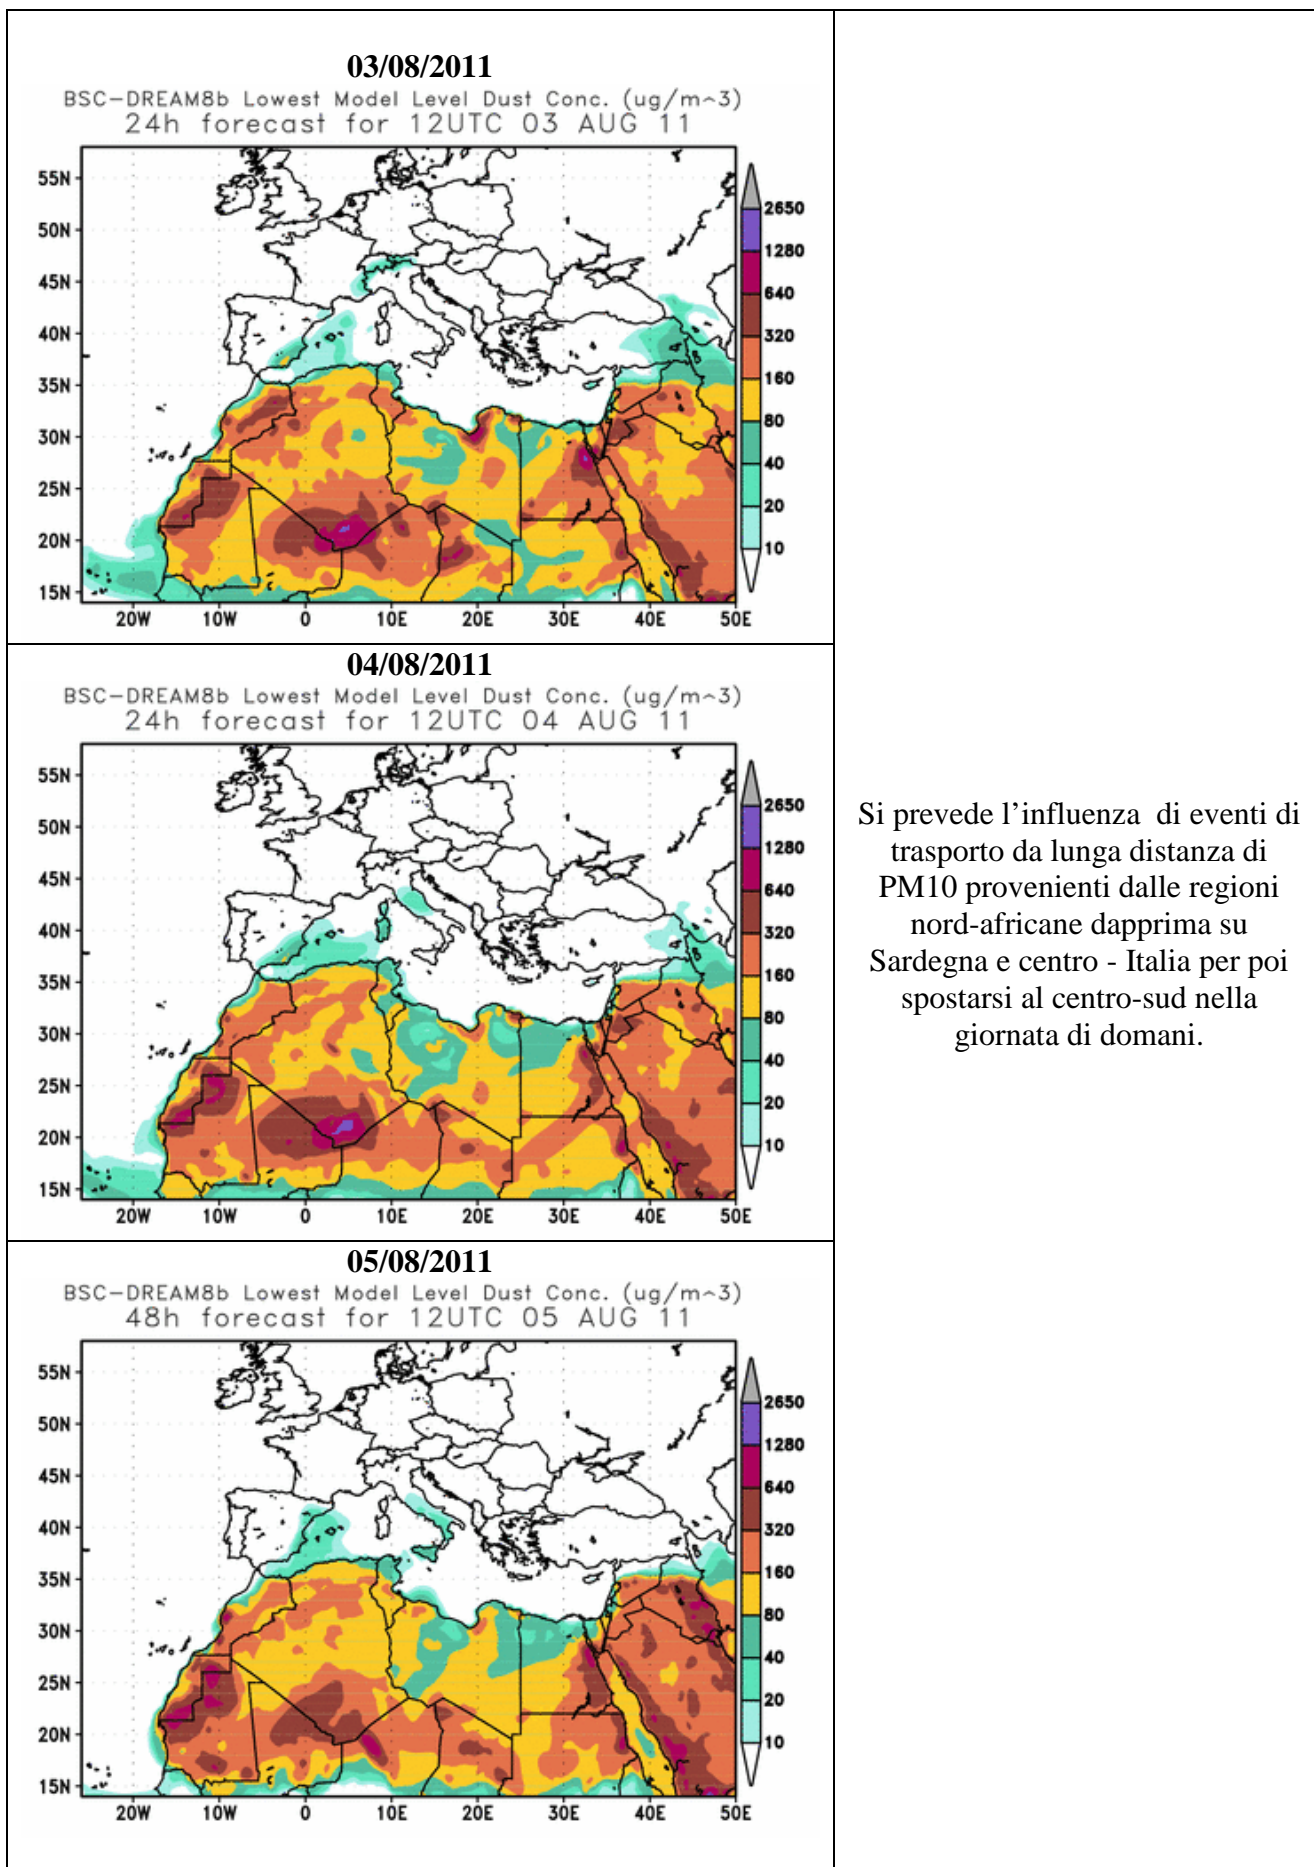 03/08/2011
BSC-DREAM8b Lowest Model Level Dust Conc. (ug/m^3)
24h forecast for 12UTC 03 AUG 11
55N
50N
45N
40N
35N
30N
25N
20N
15N
20W 10W 0 10E 20E 30E 40E 50E
2650
1280
640
320
160
80
40
20
10
04/08/2011
BSC-DREAM8b Lowest Model Level Dust Conc. (ug/m^3)
24h forecast for 12UTC 04 AUG 11
55N
50N
45N
40N
35N
30N
25N
20N
15N
20W 10W 0 10E 20E 30E 40E 50E
2650
1280
640
320
160
80
40
20
10
Si prevede l’influenza di eventi di
trasporto da lunga distanza di
PM10 provenienti dalle regioni
nord-africane dapprima su
Sardegna e centro - Italia per poi
spostarsi al centro-sud nella
giornata di domani.
05/08/2011
BSC-DREAM8b Lowest Model Level Dust Conc. (ug/m^3)
48h forecast for 12UTC 05 AUG 11
55N
50N
45N
40N
35N
30N
25N
20N
15N
20W 10W 0 10E 20E 30E 40E 50E
2650
1280
640
320
160
80
40
20
10